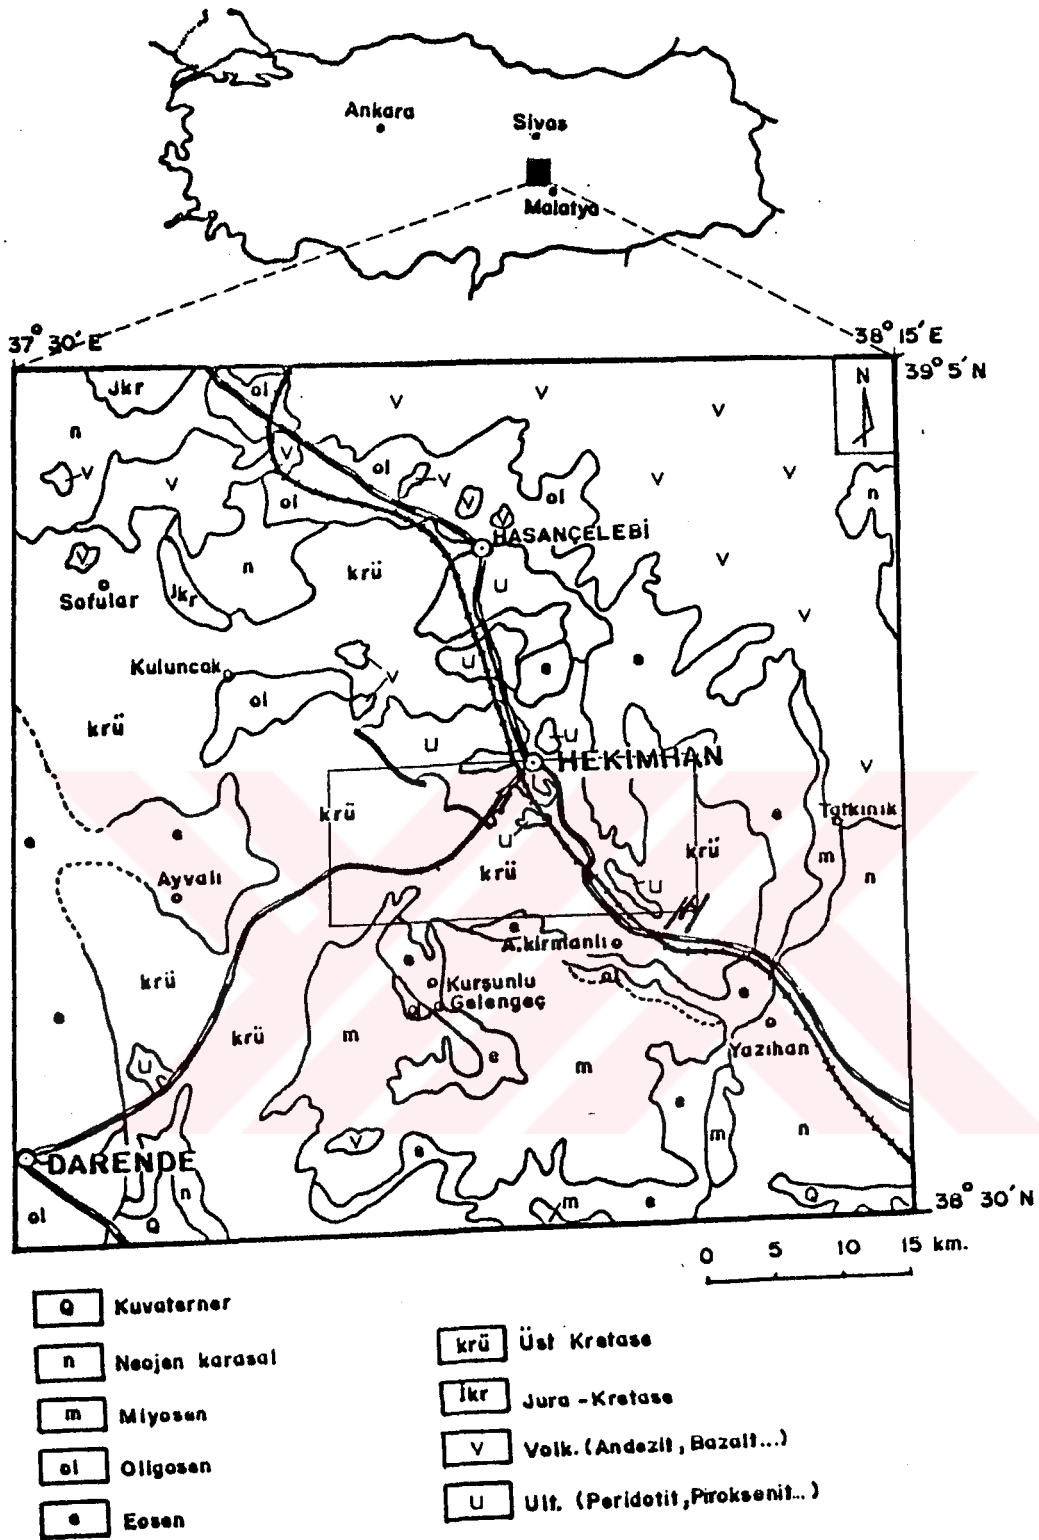 Ankara
Sivas
Malatya
37° 30′ E
38° 15′ E
39° 5′ N
Jkr
ol
v
v
v
N
n
v
v
v
ol
v
v
v
n
ol
v
ol
v
v
HASANÇELEBİ
v
n
krü
v
Sofular
Jkr
u
v
Kuluncak
v
u
e
e
ol
krü
u
u
HEKİMHAN
v
krü
u
e
Tatkınık
e
e
u
krü
krü
m
n
Ayvalı
u
e
A.kirmanlı
e
krü
Kurşunlu
e
Gelengeç
e
krü
m
e
m
Yazıhan
u
e
v
e
m
n
DARENDE
n
Q
m
e
ol
Q
38° 30′ N
0 5 10 15 km.
Q Kuvaterner
n Neojen karasal
m Miyosen
ol Oligosen
e Eosen
krü Üst Kretase
İkr Jura - Kretase
v Volk. (Andezit, Bazalt...)
u Ult. (Peridotit, Piroksenit...)